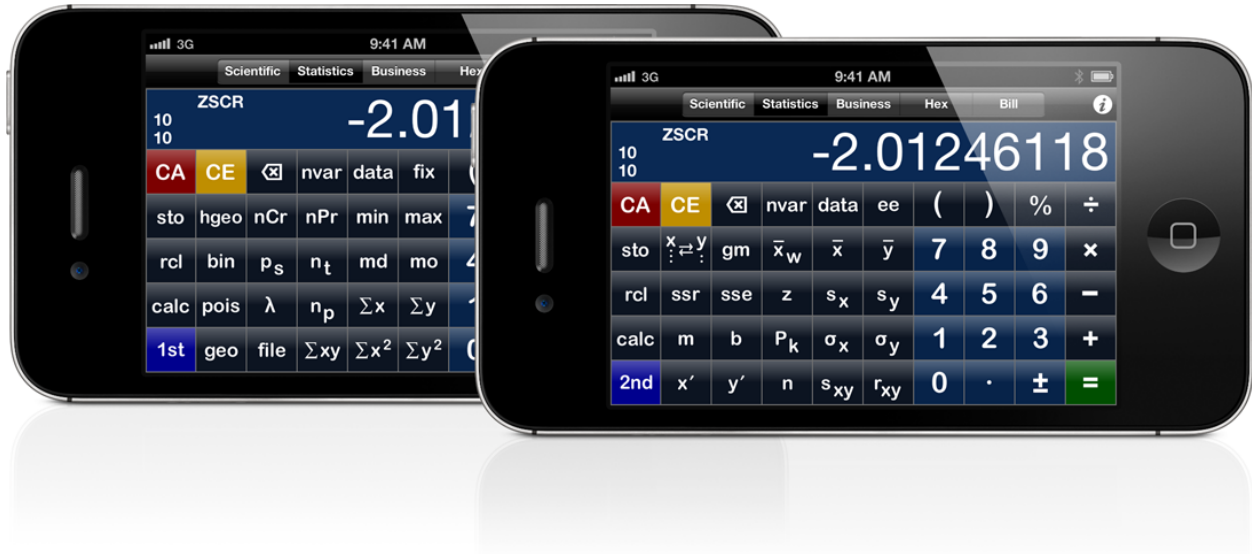 3G 9:41 AM
Scientific Statistics Business Hex
ZSCR
10
10
-2.01
CA CE nvar data fix
sto hgeo nCr nPr min max
rcl bin pₛ nₜ md mo
calc pois λ nₚ Σx Σy
1st geo file Σxy Σx² Σy²
3G 9:41 AM
Scientific Statistics Business Hex Bill i
ZSCR
10
10
-2.01246118
CA CE nvar data ee ( ) % ÷
sto x⇄y gm x̄w x̄ ȳ 7 8 9 ×
rcl ssr sse z sx sy 4 5 6 −
calc m b Pk σx σy 1 2 3 +
2nd x′ y′ n sxy rxy 0 · ± =